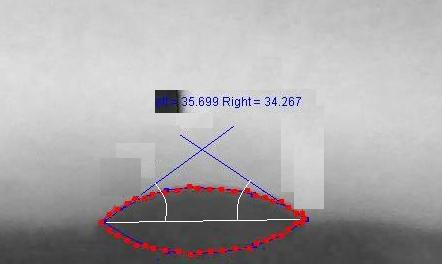 = 35.699 Right = 34.267